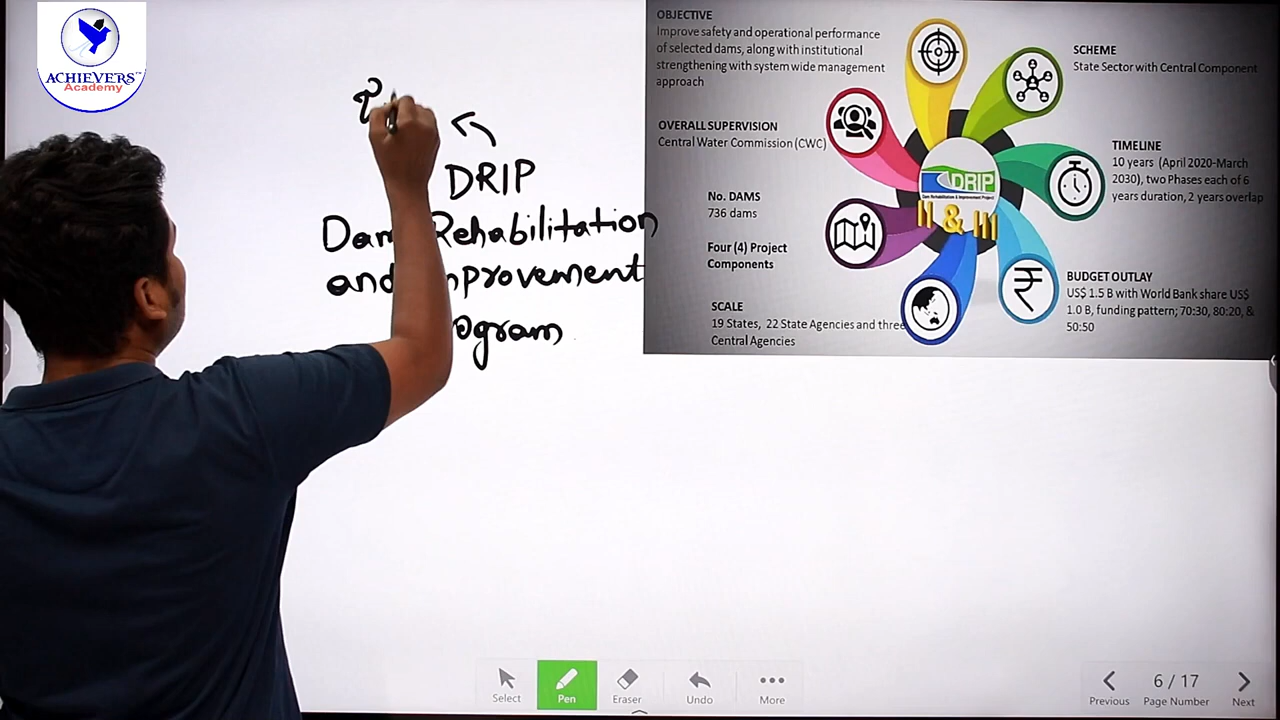 ACHIEVERS
Academy
DRIP
Dam Rehabilitation
and
ogram
OBJECTIVE
Improve safety and operational performance
of selected dams, along with institutional
strengthening with system wide management
approach
OVERALL SUPERVISION
Central Water Commission (CWC)
No. DAMS
736 dams
Four (4) Project
Components
SCALE
19 States, 22 State Agencies and three
Central Agencies
DRIP
Dam Rehabilitation & Improvement Project
II & III
SCHEME
State Sector with Central Component
TIMELINE
10 years (April 2020-March
2030), two Phases each of 6
years duration, 2 years overlap
BUDGET OUTLAY
US$ 1.5 B with World Bank share US$
1.0 B, funding pattern; 70:30, 80:20, &
50:50
Select
Pen
Eraser
Undo
More
Previous
6 / 17
Page Number
Next